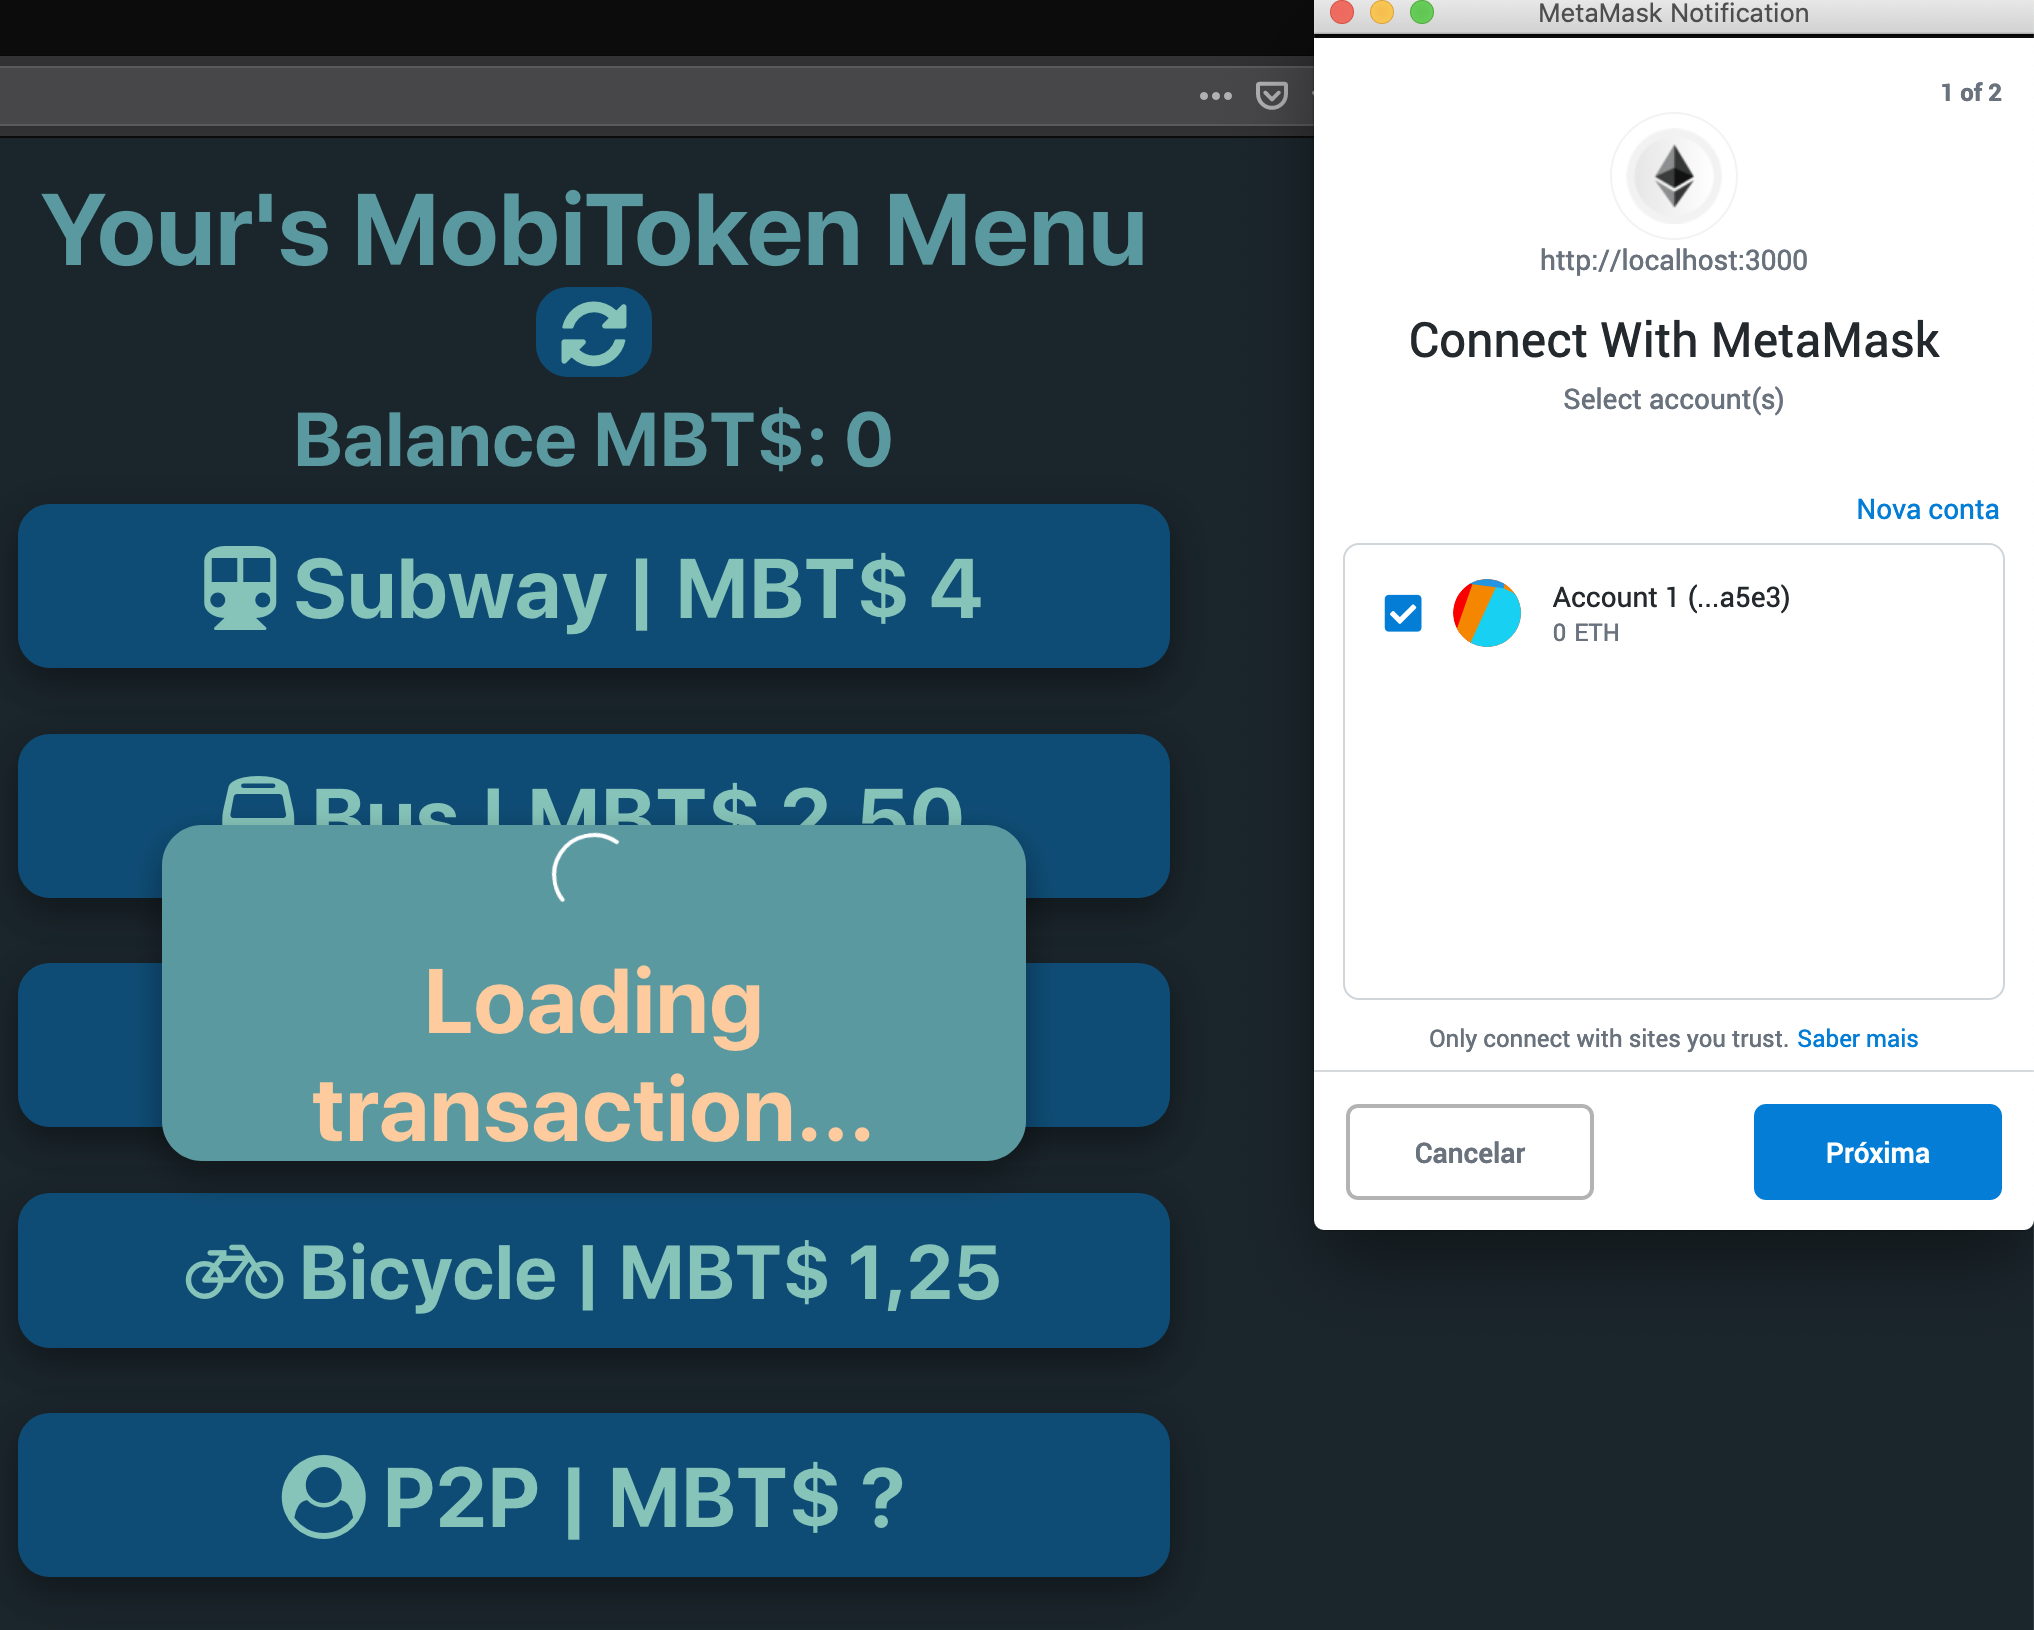 Your's MobiToken Menu
Balance MBT$: 0
Subway | MBT$ 4
Bus | MBT$ 2,50
Loading
transaction...
Bicycle | MBT$ 1,25
P2P | MBT$ ?
MetaMask Notification
1 of 2
http://localhost:3000
Connect With MetaMask
Select account(s)
Nova conta
Account 1 (...a5e3)
0 ETH
Only connect with sites you trust. Saber mais
Cancelar
Próxima